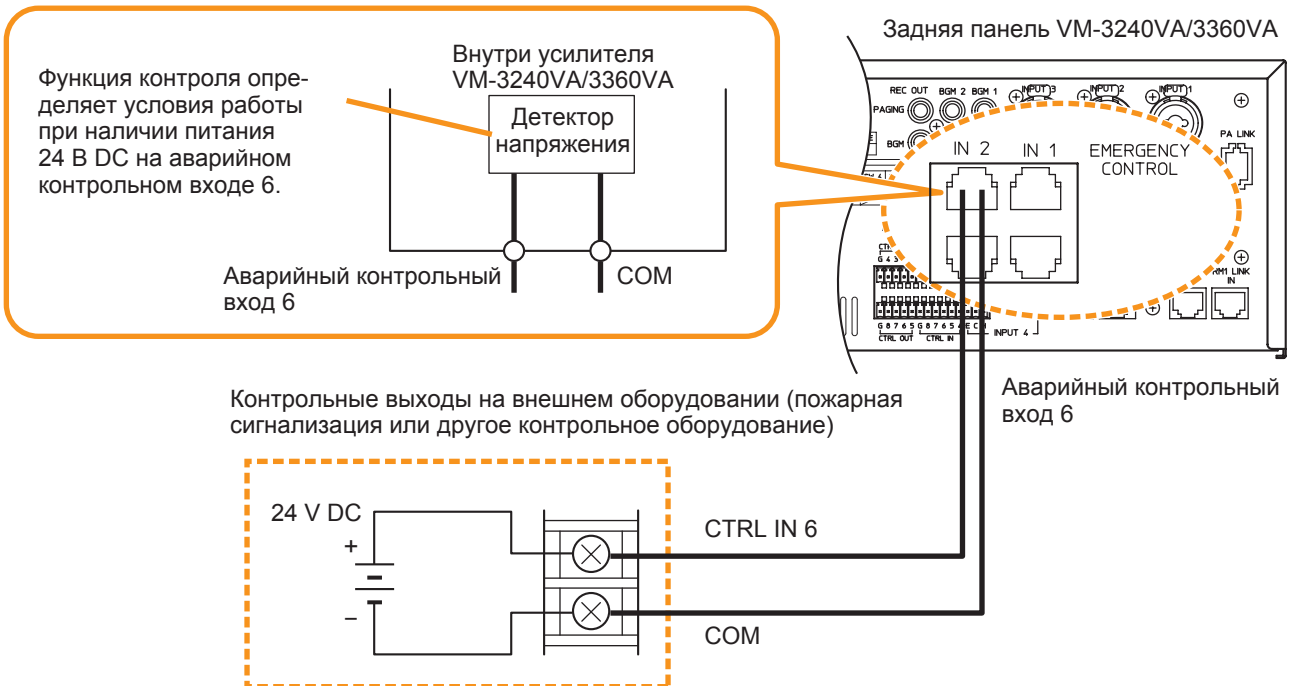 Задняя панель VM-3240VA/3360VA
Функция контроля опре-
деляет условия работы
при наличии питания
24 В DC на аварийном
контрольном входе 6.
Внутри усилителя
VM-3240VA/3360VA
Детектор
напряжения
Аварийный контрольный
вход 6
COM
REC OUT BGM 2 BGM 1 INPUT 3 INPUT 2 INPUT 1
PAGING
BGM
PA LINK
IN 2 IN 1
EMERGENCY
CONTROL
G 4 3
RM1 LINK
IN
G 8 7 6 5 G 8 7 6 5 4 E C H
CTRL OUT CTRL IN INPUT 4
Аварийный контрольный
вход 6
Контрольные выходы на внешнем оборудовании (пожарная
сигнализация или другое контрольное оборудование)
24 V DC
+
−
CTRL IN 6
COM